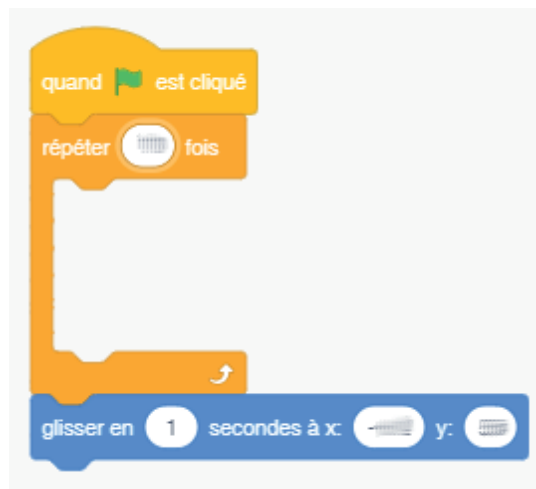 quand est cliqué
répéter fois
glisser en 1 secondes à x: y: